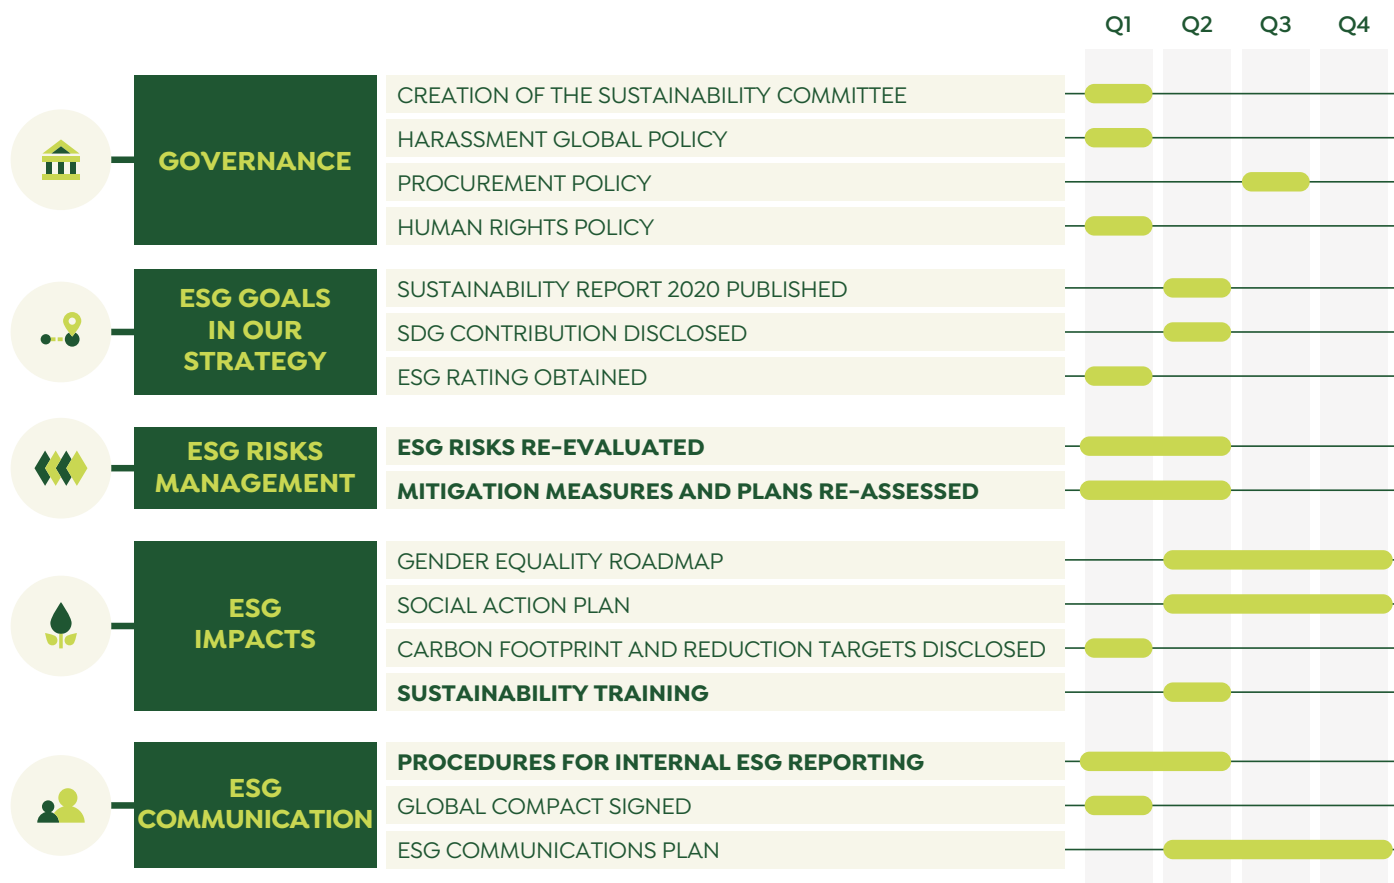 Q1 Q2 Q3 Q4
GOVERNANCE
CREATION OF THE SUSTAINABILITY COMMITTEE
HARASSMENT GLOBAL POLICY
PROCUREMENT POLICY
HUMAN RIGHTS POLICY
ESG GOALS
IN OUR
STRATEGY
SUSTAINABILITY REPORT 2020 PUBLISHED
SDG CONTRIBUTION DISCLOSED
ESG RATING OBTAINED
ESG RISKS
MANAGEMENT
ESG RISKS RE-EVALUATED
MITIGATION MEASURES AND PLANS RE-ASSESSED
ESG
IMPACTS
GENDER EQUALITY ROADMAP
SOCIAL ACTION PLAN
CARBON FOOTPRINT AND REDUCTION TARGETS DISCLOSED
SUSTAINABILITY TRAINING
ESG
COMMUNICATION
PROCEDURES FOR INTERNAL ESG REPORTING
GLOBAL COMPACT SIGNED
ESG COMMUNICATIONS PLAN